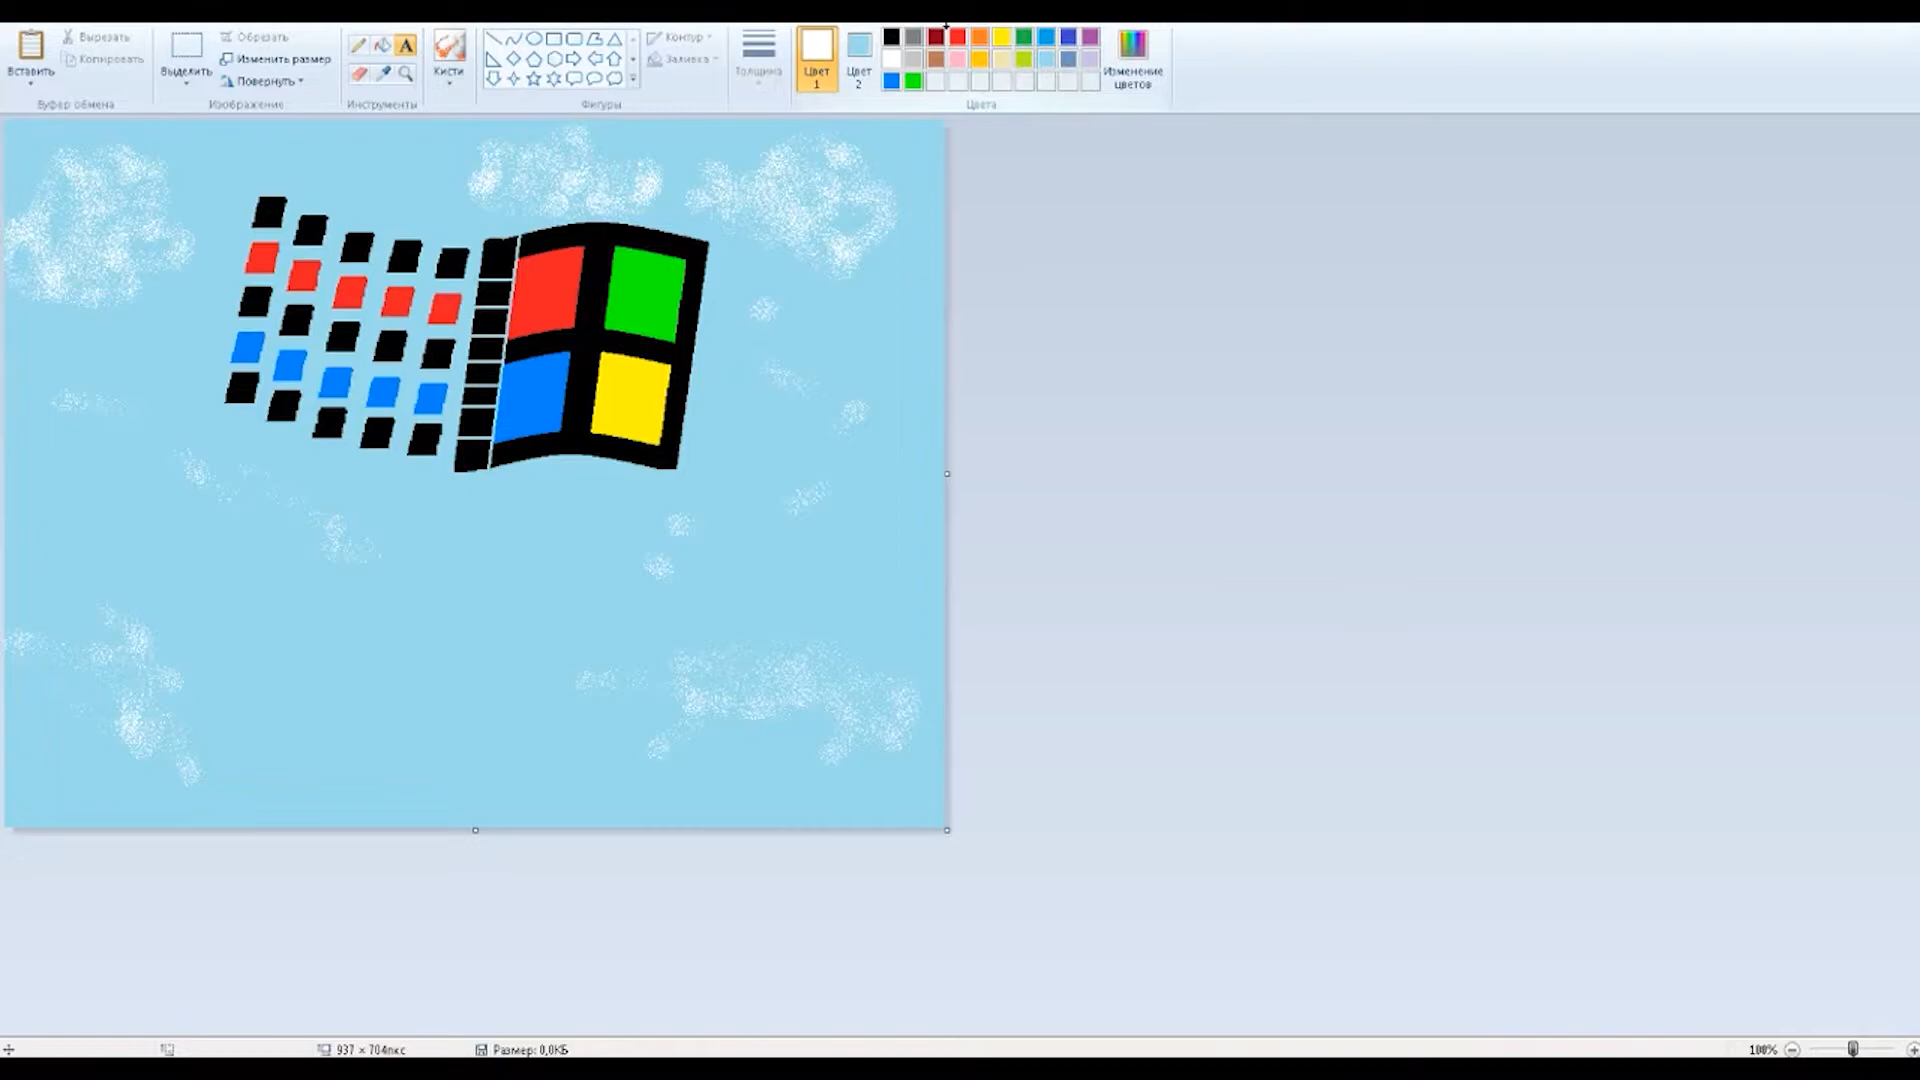 Вставить
Вырезать
Копировать
Буфер обмена
Выделить
Обрезать
Изменить размер
Повернуть
Изображение
A
Инструменты
Кисти
Фигуры
Контур
Заливка
Толщина
Цвет
1
Цвет
2
Изменение
цветов
Цвета
937 × 704пкс
Размер: 0,0КБ
100%